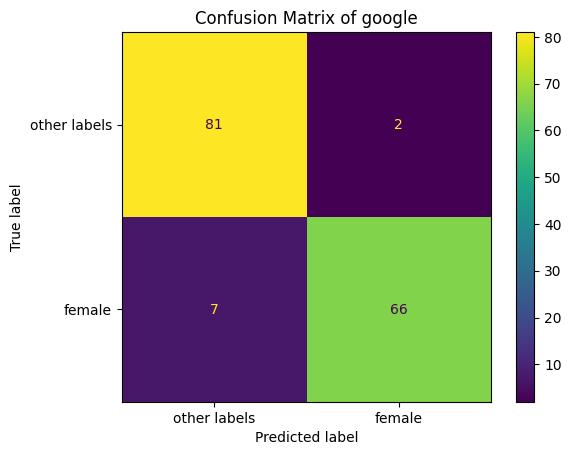 Confusion Matrix of google
True label
other labels
female
81
2
7
66
other labels
female
Predicted label
80
70
60
50
40
30
20
10